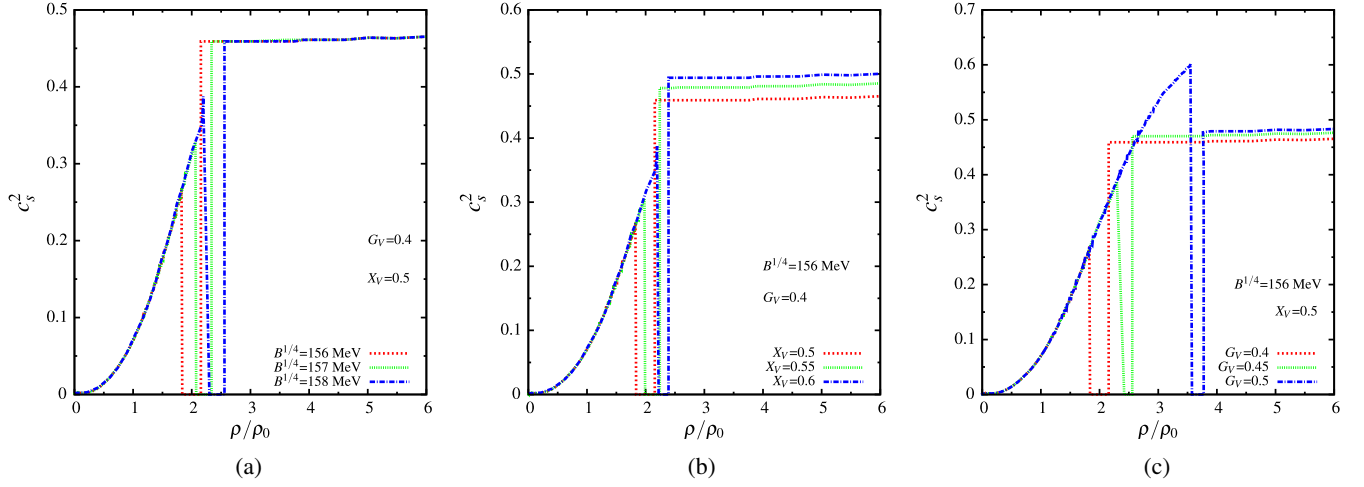 0.5
0.4
0.3
0.2
0.1
0
c_s^2
G_V=0.4
X_V=0.5
B^{1/4}=156 MeV
B^{1/4}=157 MeV
B^{1/4}=158 MeV
0 1 2 3 4 5 6
ρ/ρ_0
(a)
0.6
0.5
0.4
0.3
0.2
0.1
0
c_s^2
B^{1/4}=156 MeV
G_V=0.4
X_V=0.5
X_V=0.55
X_V=0.6
0 1 2 3 4 5 6
ρ/ρ_0
(b)
0.7
0.6
0.5
0.4
0.3
0.2
0.1
0
c_s^2
B^{1/4}=156 MeV
X_V=0.5
G_V=0.4
G_V=0.45
G_V=0.5
0 1 2 3 4 5 6
ρ/ρ_0
(c)